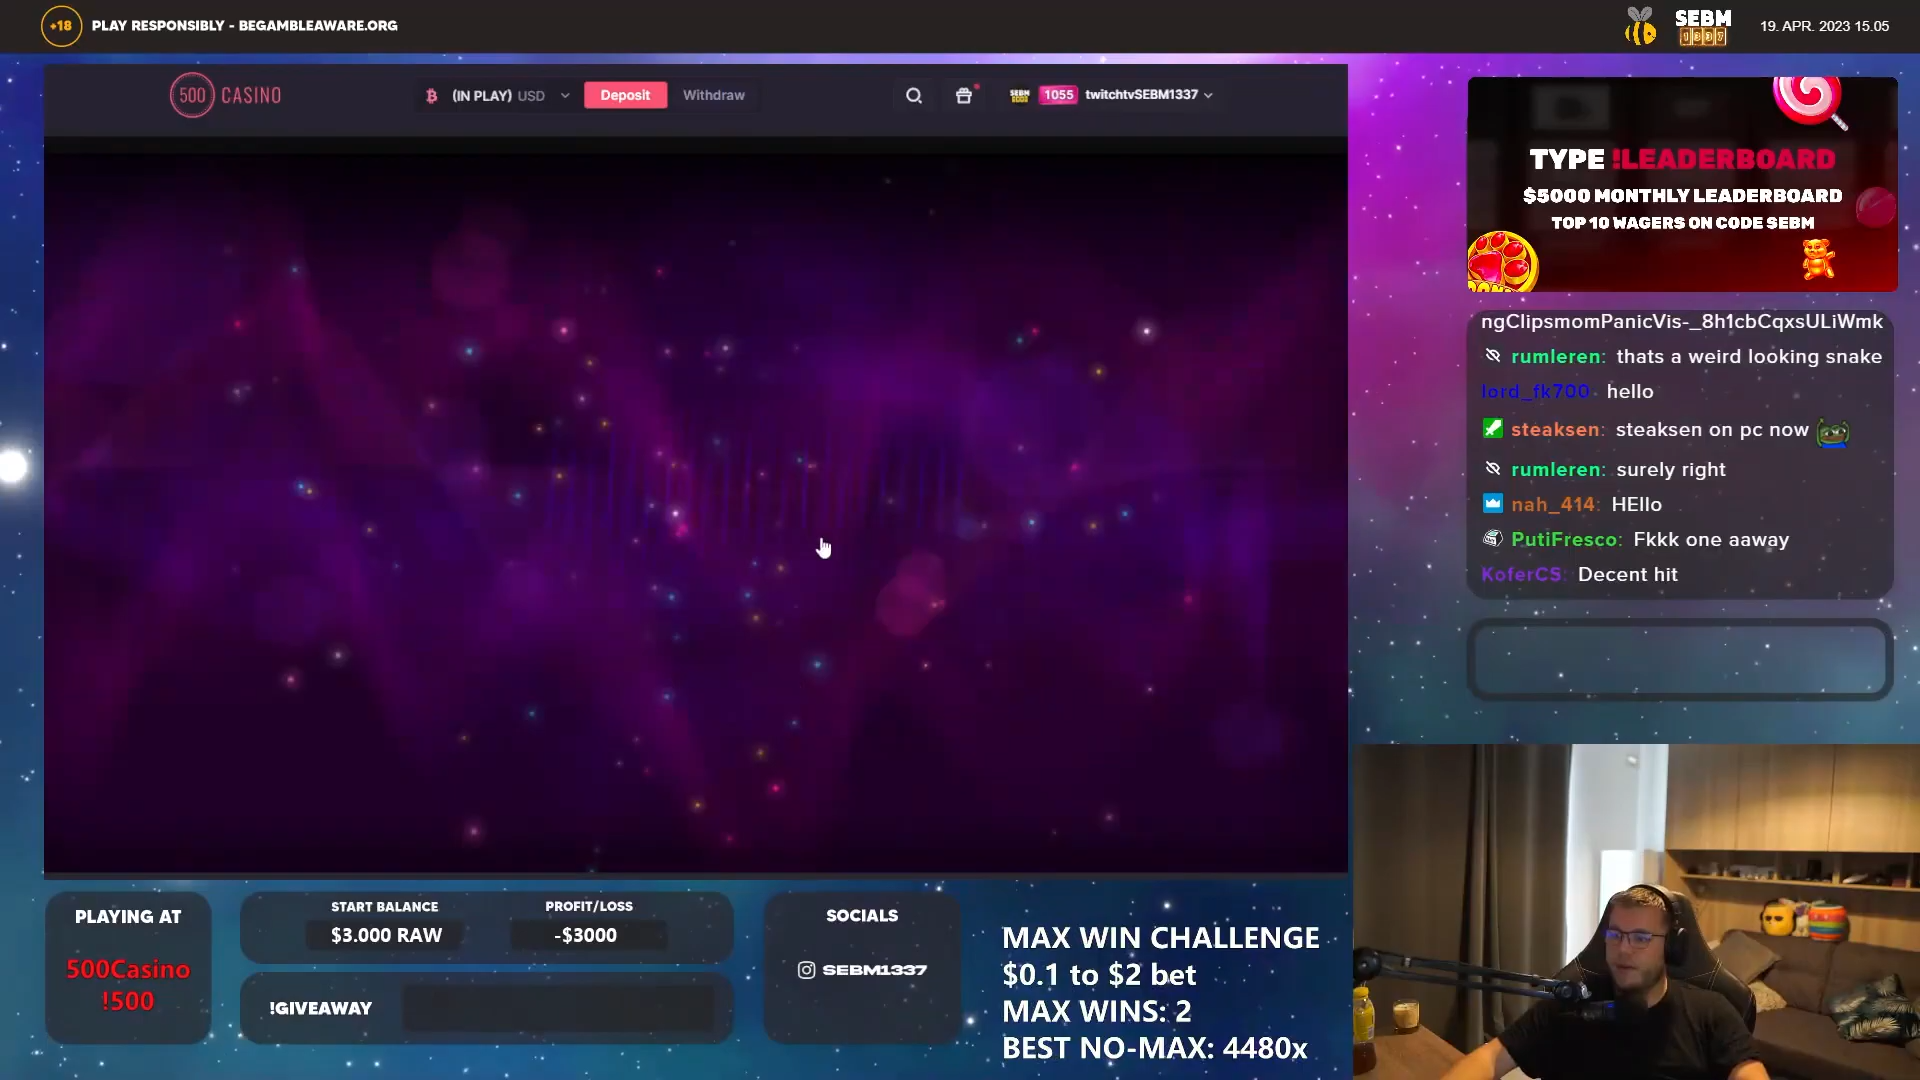 +18 PLAY RESPONSIBLY - BEGAMBLEAWARE.ORG
SEBM
1337
19. APR. 2023 15.05
500 CASINO
(IN PLAY) USD
Deposit
Withdraw
1055 twitchtvSEBM1337
TYPE !LEADERBOARD
$5000 MONTHLY LEADERBOARD
TOP 10 WAGERS ON CODE SEBM
ngClipsmomPanicVis-_8h1cbCqxsULiWmk
rumleren: thats a weird looking snake
lord_fk700: hello
steaksen: steaksen on pc now
rumleren: surely right
nah_414: HEllo
PutiFresco: Fkkk one aaway
KoferCS: Decent hit
PLAYING AT
500Casino
!500
START BALANCE
$3.000 RAW
PROFIT/LOSS
-$3000
!GIVEAWAY
SOCIALS
SEBM1337
MAX WIN CHALLENGE
$0.1 to $2 bet
MAX WINS: 2
BEST NO-MAX: 4480x